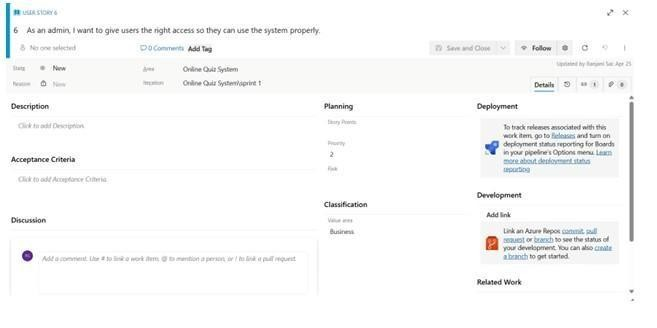 USER STORY 6
6 As an admin, I want to give users the right access so they can use the system properly.
No one selected
0 Comments
Add Tag
Save and Close
Follow
Updated by Ranjani Sai: Apr 25
State
New
Area
Online Quiz System
Reason
New
Iteration
Online Quiz System\sprint 1
Details
1
0
Description
Click to add Description.
Acceptance Criteria
Click to add Acceptance Criteria.
Discussion
Add a comment. Use # to link a work item, @ to mention a person, or ! to link a pull request.
Planning
Story Points
Priority
2
Risk
Classification
Value area
Business
Deployment
To track releases associated with this
work item, go to Releases and turn on
deployment status reporting for Boards
in your pipeline's Options menu. Learn
more about deployment status
reporting
Development
Add link
Link an Azure Repos commit, pull
request or branch to see the status of
your development. You can also create
a branch to get started.
Related Work